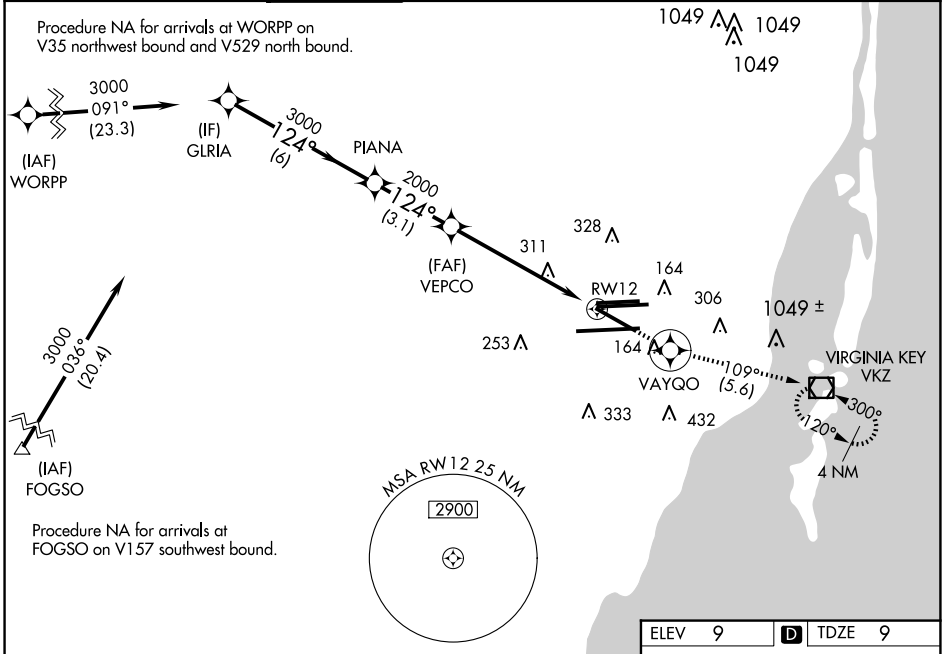 Procedure NA for arrivals at WORPP on
V35 northwest bound and V529 north bound.
1049
1049
1049
3000
091°
(23.3)
(IAF)
WORPP
(IF)
GLRIA
3000
124°
(6)
PIANA
2000
124°
(3.1)
(FAF)
VEPCO
311
328
164
RW12
306
1049 ±
253
164
VAYQO
109°
(5.6)
VIRGINIA KEY
VKZ
300°
120°
4 NM
333
432
3000
036°
(20.4)
(IAF)
FOGSO
MSA RW12 25 NM
2900
Procedure NA for arrivals at
FOGSO on V157 southwest bound.
ELEV 9 D TDZE 9